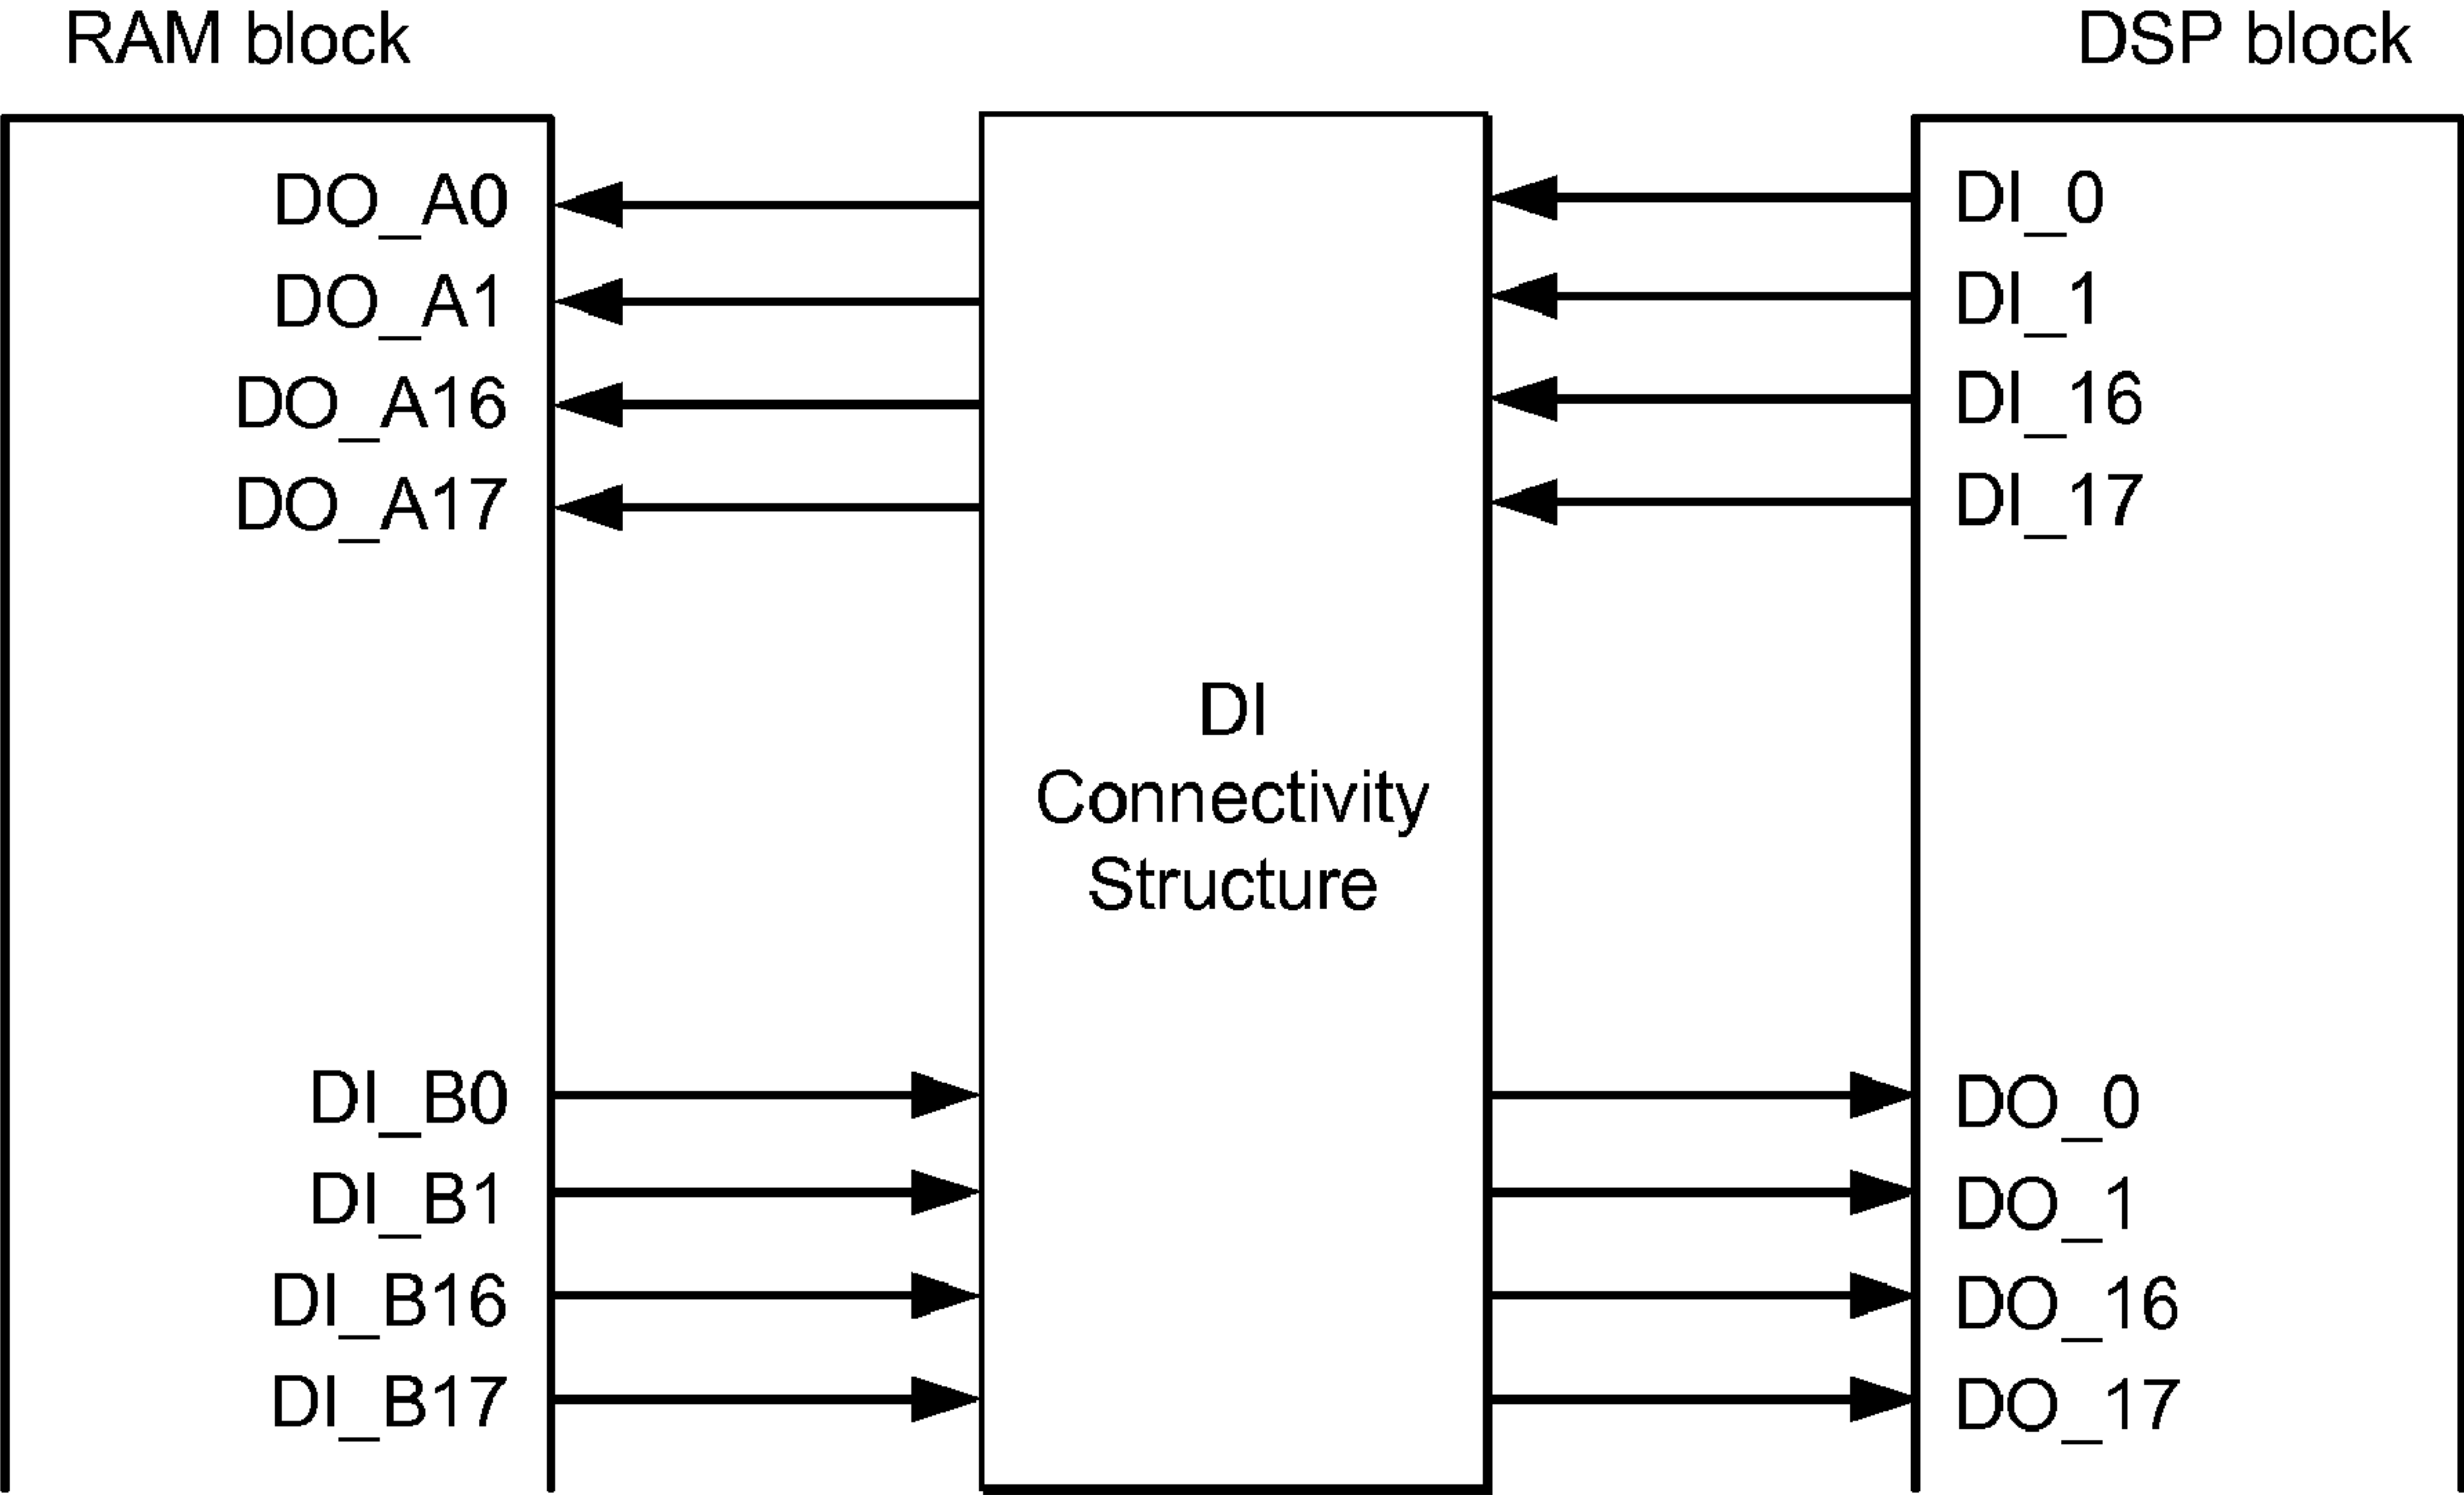 RAM block
DSP block
DO_A0
DO_A1
DO_A16
DO_A17
DI_0
DI_1
DI_16
DI_17
DI
Connectivity
Structure
DI_B0
DI_B1
DI_B16
DI_B17
DO_0
DO_1
DO_16
DO_17